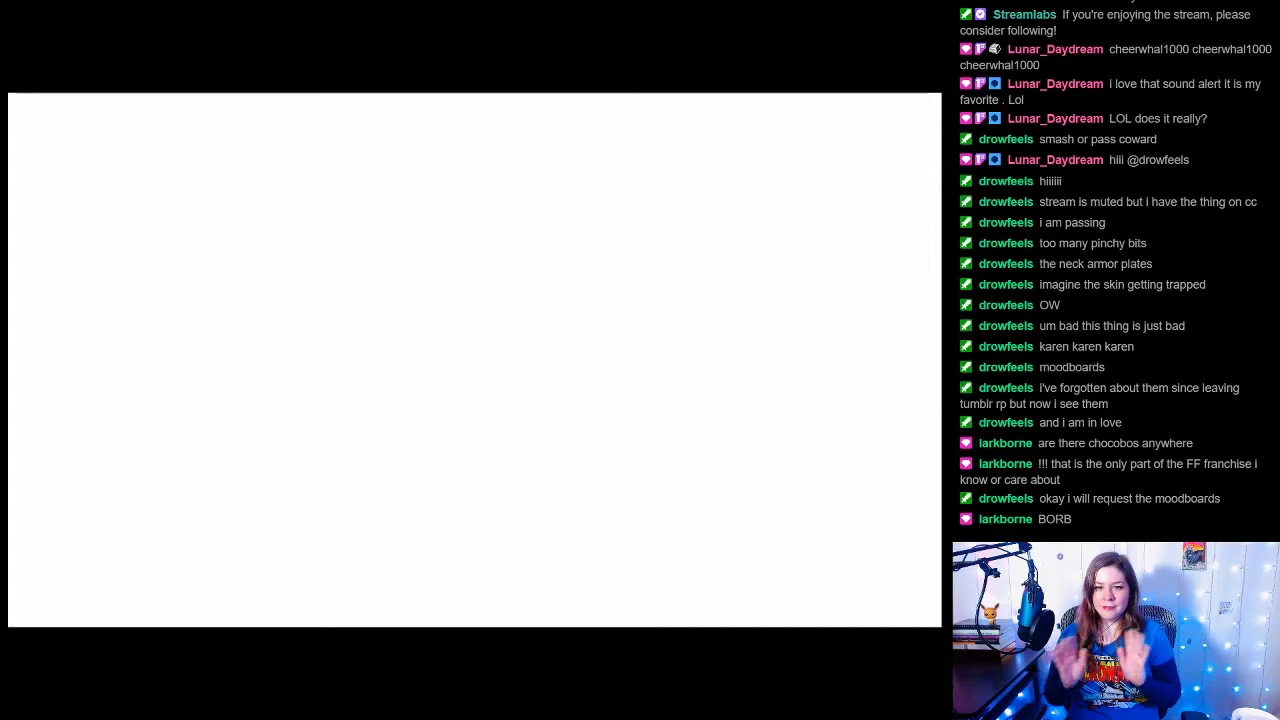 Streamlabs If you're enjoying the stream, please
consider following!
Lunar_Daydream cheerwhal1000 cheerwhal1000
cheerwhal1000
Lunar_Daydream i love that sound alert it is my
favorite . Lol
Lunar_Daydream LOL does it really?
drowfeels smash or pass coward
Lunar_Daydream hiii @drowfeels
drowfeels hiiiiii
drowfeels stream is muted but i have the thing on cc
drowfeels i am passing
drowfeels too many pinchy bits
drowfeels the neck armor plates
drowfeels imagine the skin getting trapped
drowfeels OW
drowfeels um bad this thing is just bad
drowfeels karen karen karen
drowfeels moodboards
drowfeels i've forgotten about them since leaving
tumblr rp but now i see them
drowfeels and i am in love
larkborne are there chocobos anywhere
larkborne !!! that is the only part of the FF franchise i
know or care about
drowfeels okay i will request the moodboards
larkborne BORB